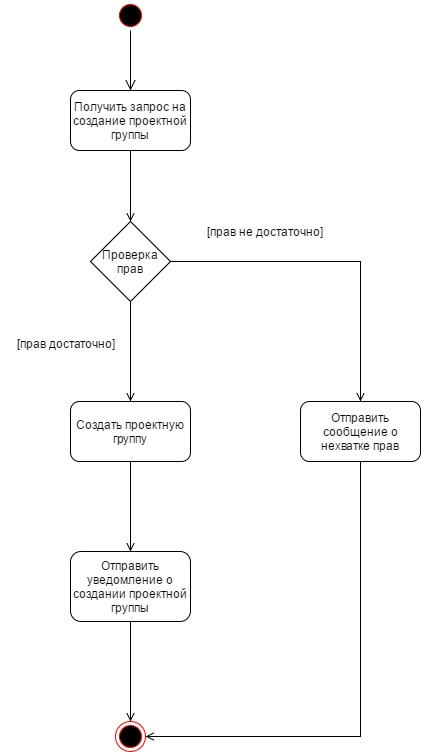 Получить запрос на
создание проектной
группы
[прав не достаточно]
Проверка
прав
[прав достаточно]
Создать проектную
группу
Отправить
сообщение о
нехватке прав
Отправить
уведомление о
создании проектной
группы